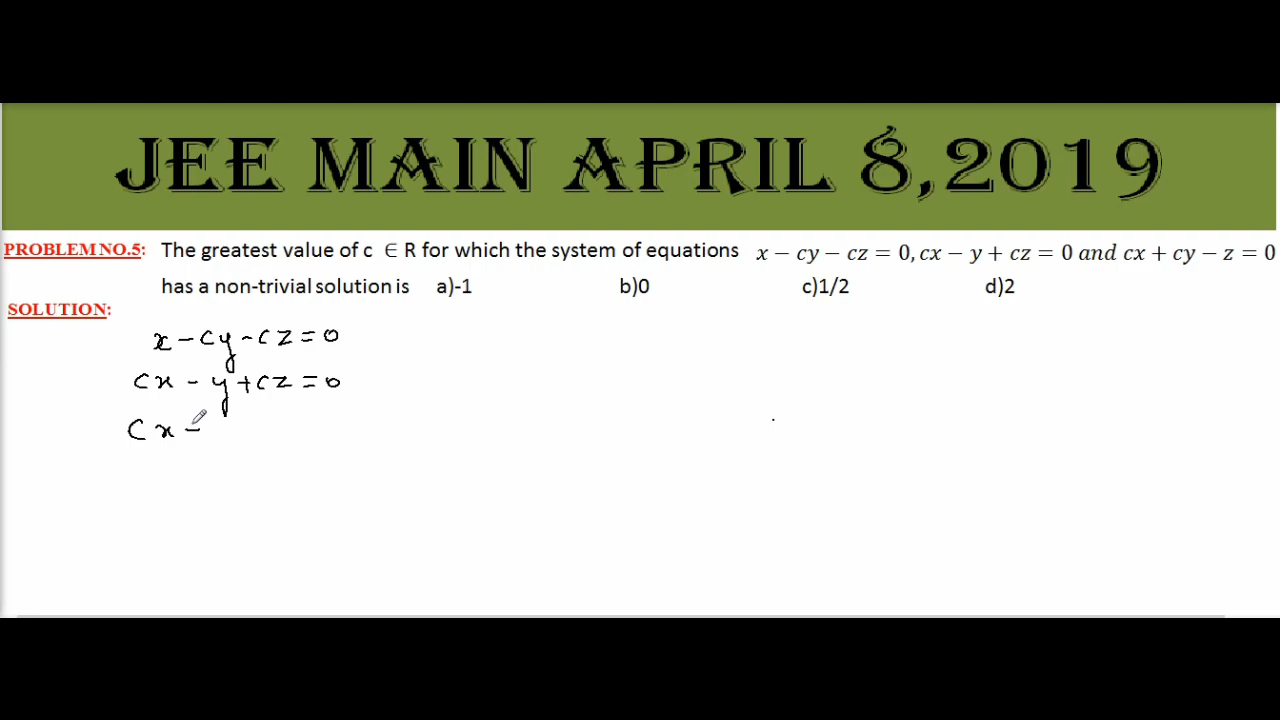 JEE MAIN APRIL 8,2019
PROBLEM NO.5: The greatest value of c ∈ R for which the system of equations x − cy − cz = 0, cx − y + cz = 0 and cx + cy − z = 0
has a non-trivial solution is a)-1 b)0 c)1/2 d)2
SOLUTION:
x - cy - cz = 0
cx - y + cz = 0
cx -